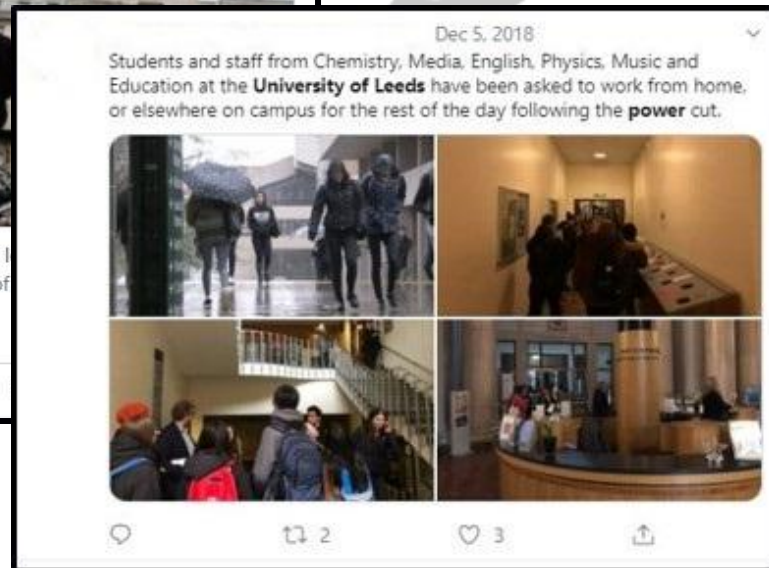 Dec 5, 2018
Students and staff from Chemistry, Media, English, Physics, Music and
Education at the University of Leeds have been asked to work from home,
or elsewhere on campus for the rest of the day following the power cut.
2
3